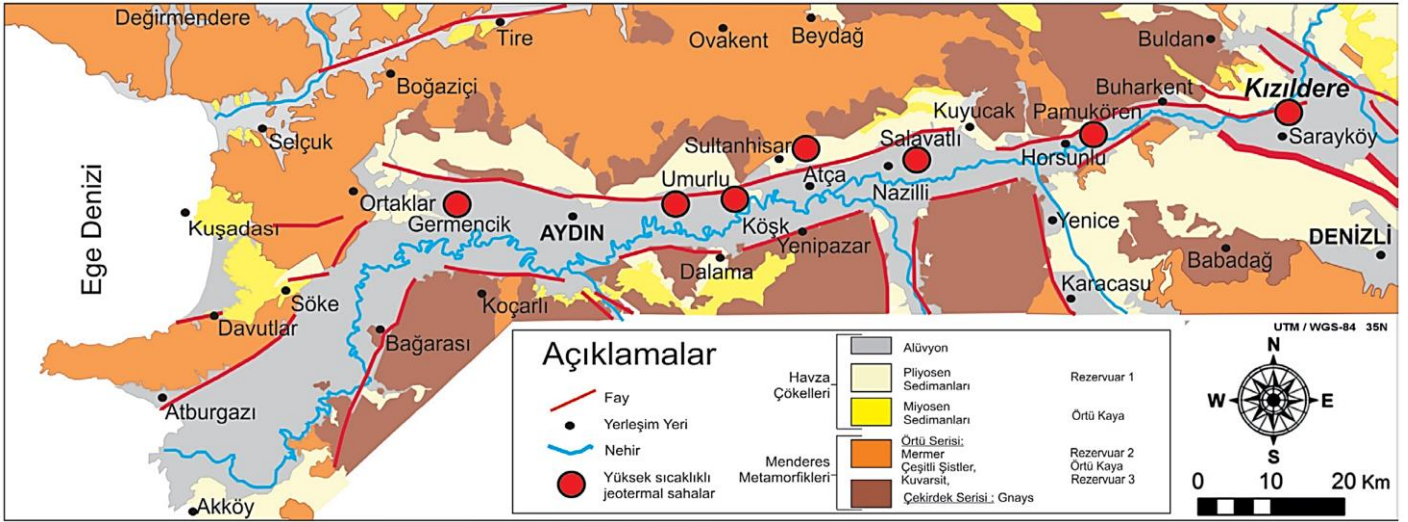 Değirmendere
Tire
Ovakent
Beydağ
Buldan
Boğaziçi
Buharkent
Kızıldere
Selçuk
Kuyucak
Pamukören
Sarayköy
Sultanhisar
Salavatlı
Horsunlu
Atça
Nazilli
Umurlu
Ortaklar
Germencik
Kuşadası
AYDIN
Köşk
Yenipazar
Yenice
DENİZLİ
Babadağ
Ege Denizi
Dalama
Karacasu
Söke
Koçarlı
Davutlar
Bağarası
Atburgazı
Akköy
Açıklamalar
Fay
Yerleşim Yeri
Nehir
Yüksek sıcaklıklı
jeotermal sahalar
Havza
Çökelleri
Alüvyon
Pliyosen
Sedimanları
Rezervuar 1
Miyosen
Sedimanları
Örtü Kaya
Menderes
Metamorfikleri
Örtü Serisi:
Mermer
Rezervuar 2
Çeşitli Şistler,
Örtü Kaya
Kuvarsit,
Rezervuar 3
Çekirdek Serisi : Gnays
UTM / WGS-84 35N
N
W
E
S
0 10 20 Km